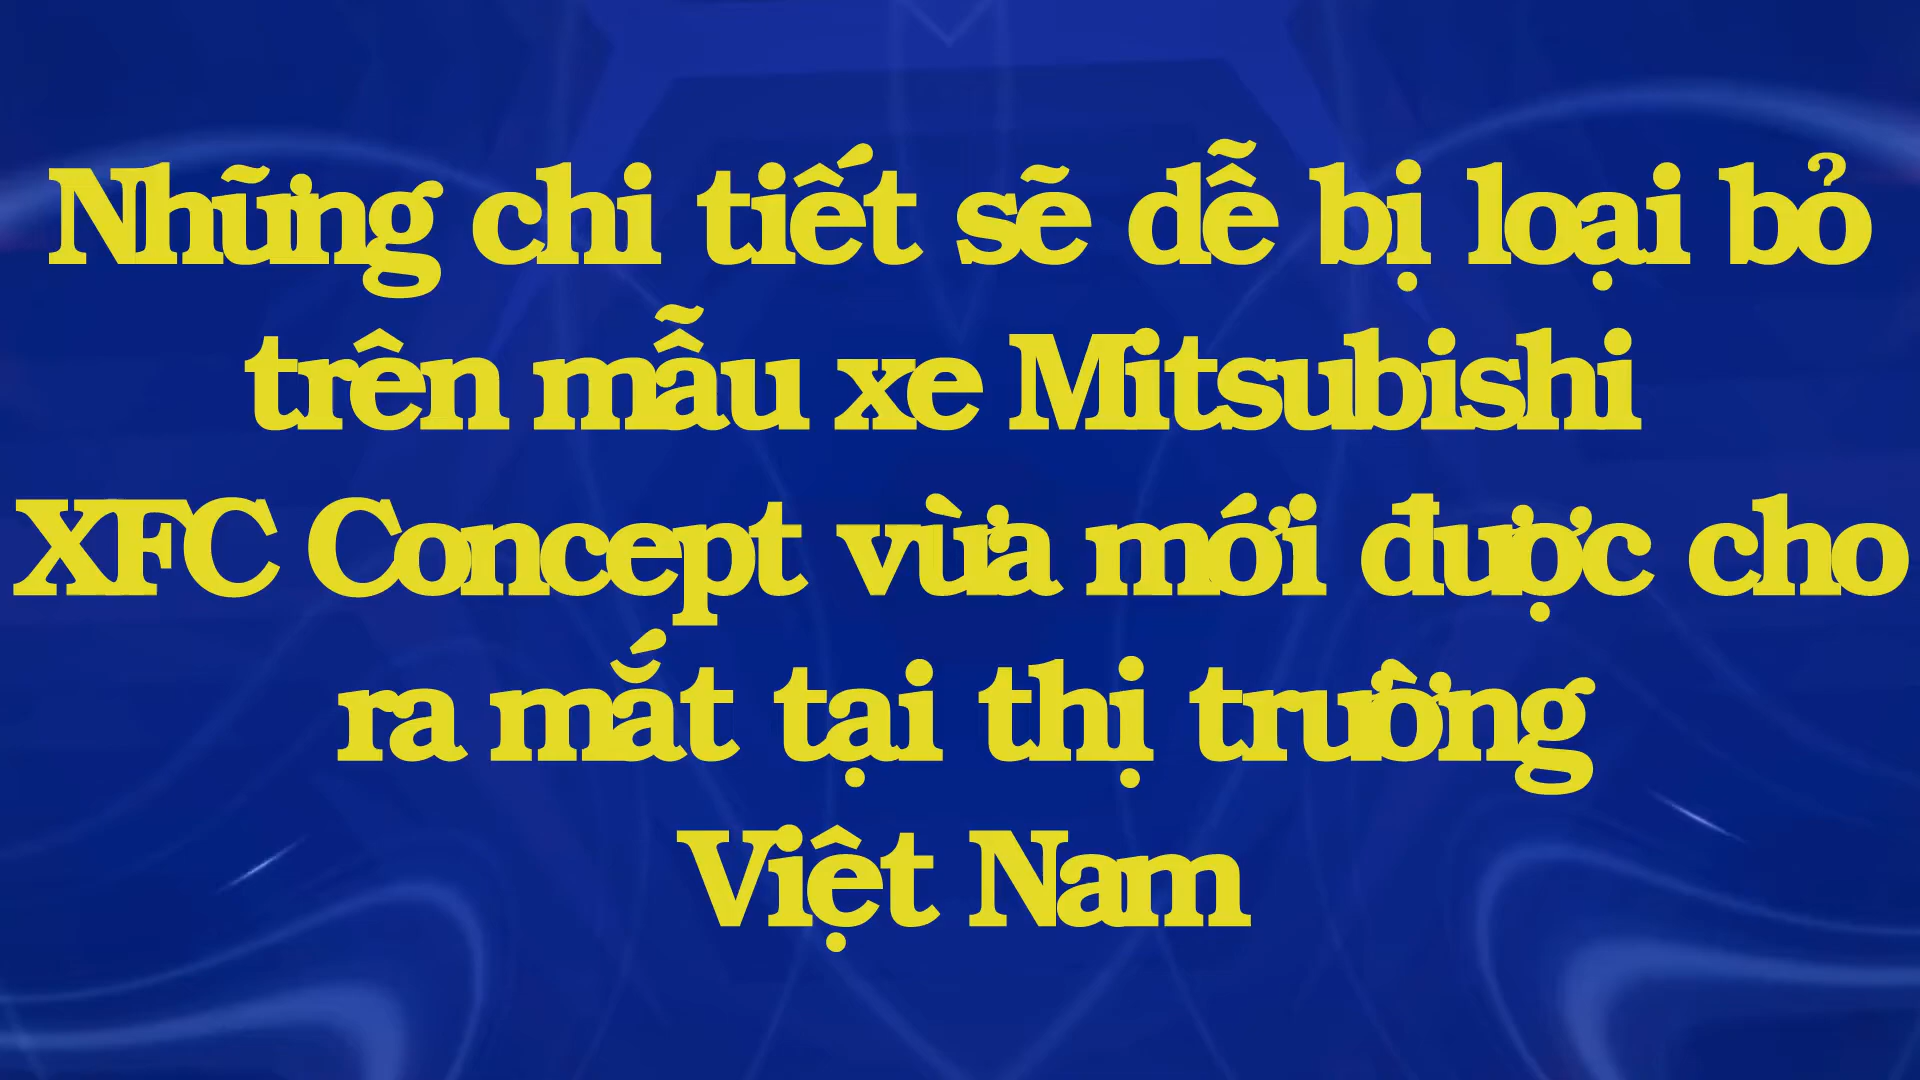 Những chi tiết sẽ dễ bị loại bỏ
trên mẫu xe Mitsubishi
XFC Concept vừa mới được cho
ra mắt tại thị trường
Việt Nam